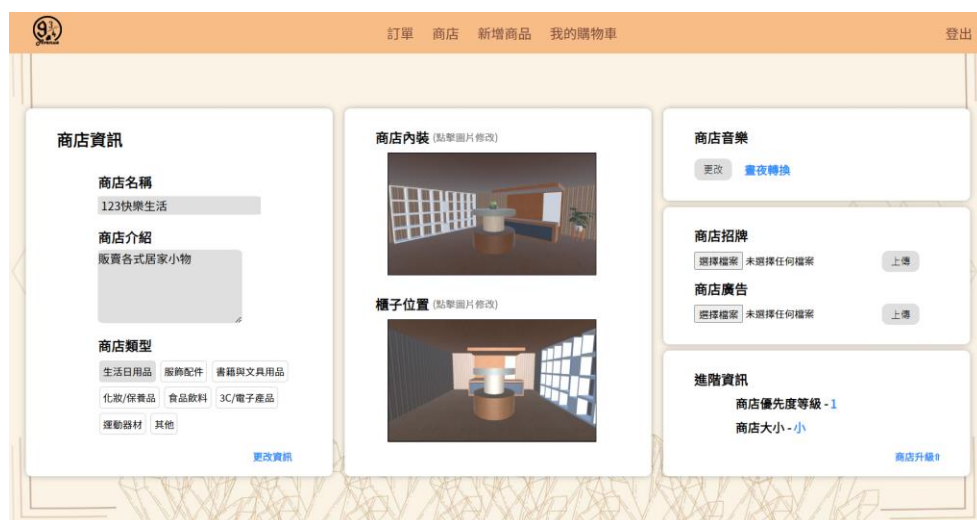 93
Avenue
訂單 商店 新增商品 我的購物車
登出
商店資訊
商店名稱
123快樂生活
商店介紹
販賣各式居家小物
商店類型
生活日用品 服飾配件 書籍與文具用品
化妝/保養品 食品飲料 3C/電子產品
運動器材 其他
更改資訊
商店內裝 (點擊圖片修改)
櫃子位置 (點擊圖片修改)
商店音樂
更改 晝夜轉換
商店招牌
選擇檔案 未選擇任何檔案 上傳
商店廣告
選擇檔案 未選擇任何檔案 上傳
進階資訊
商店優先度等級 - 1
商店大小 - 小
商店升級⇑